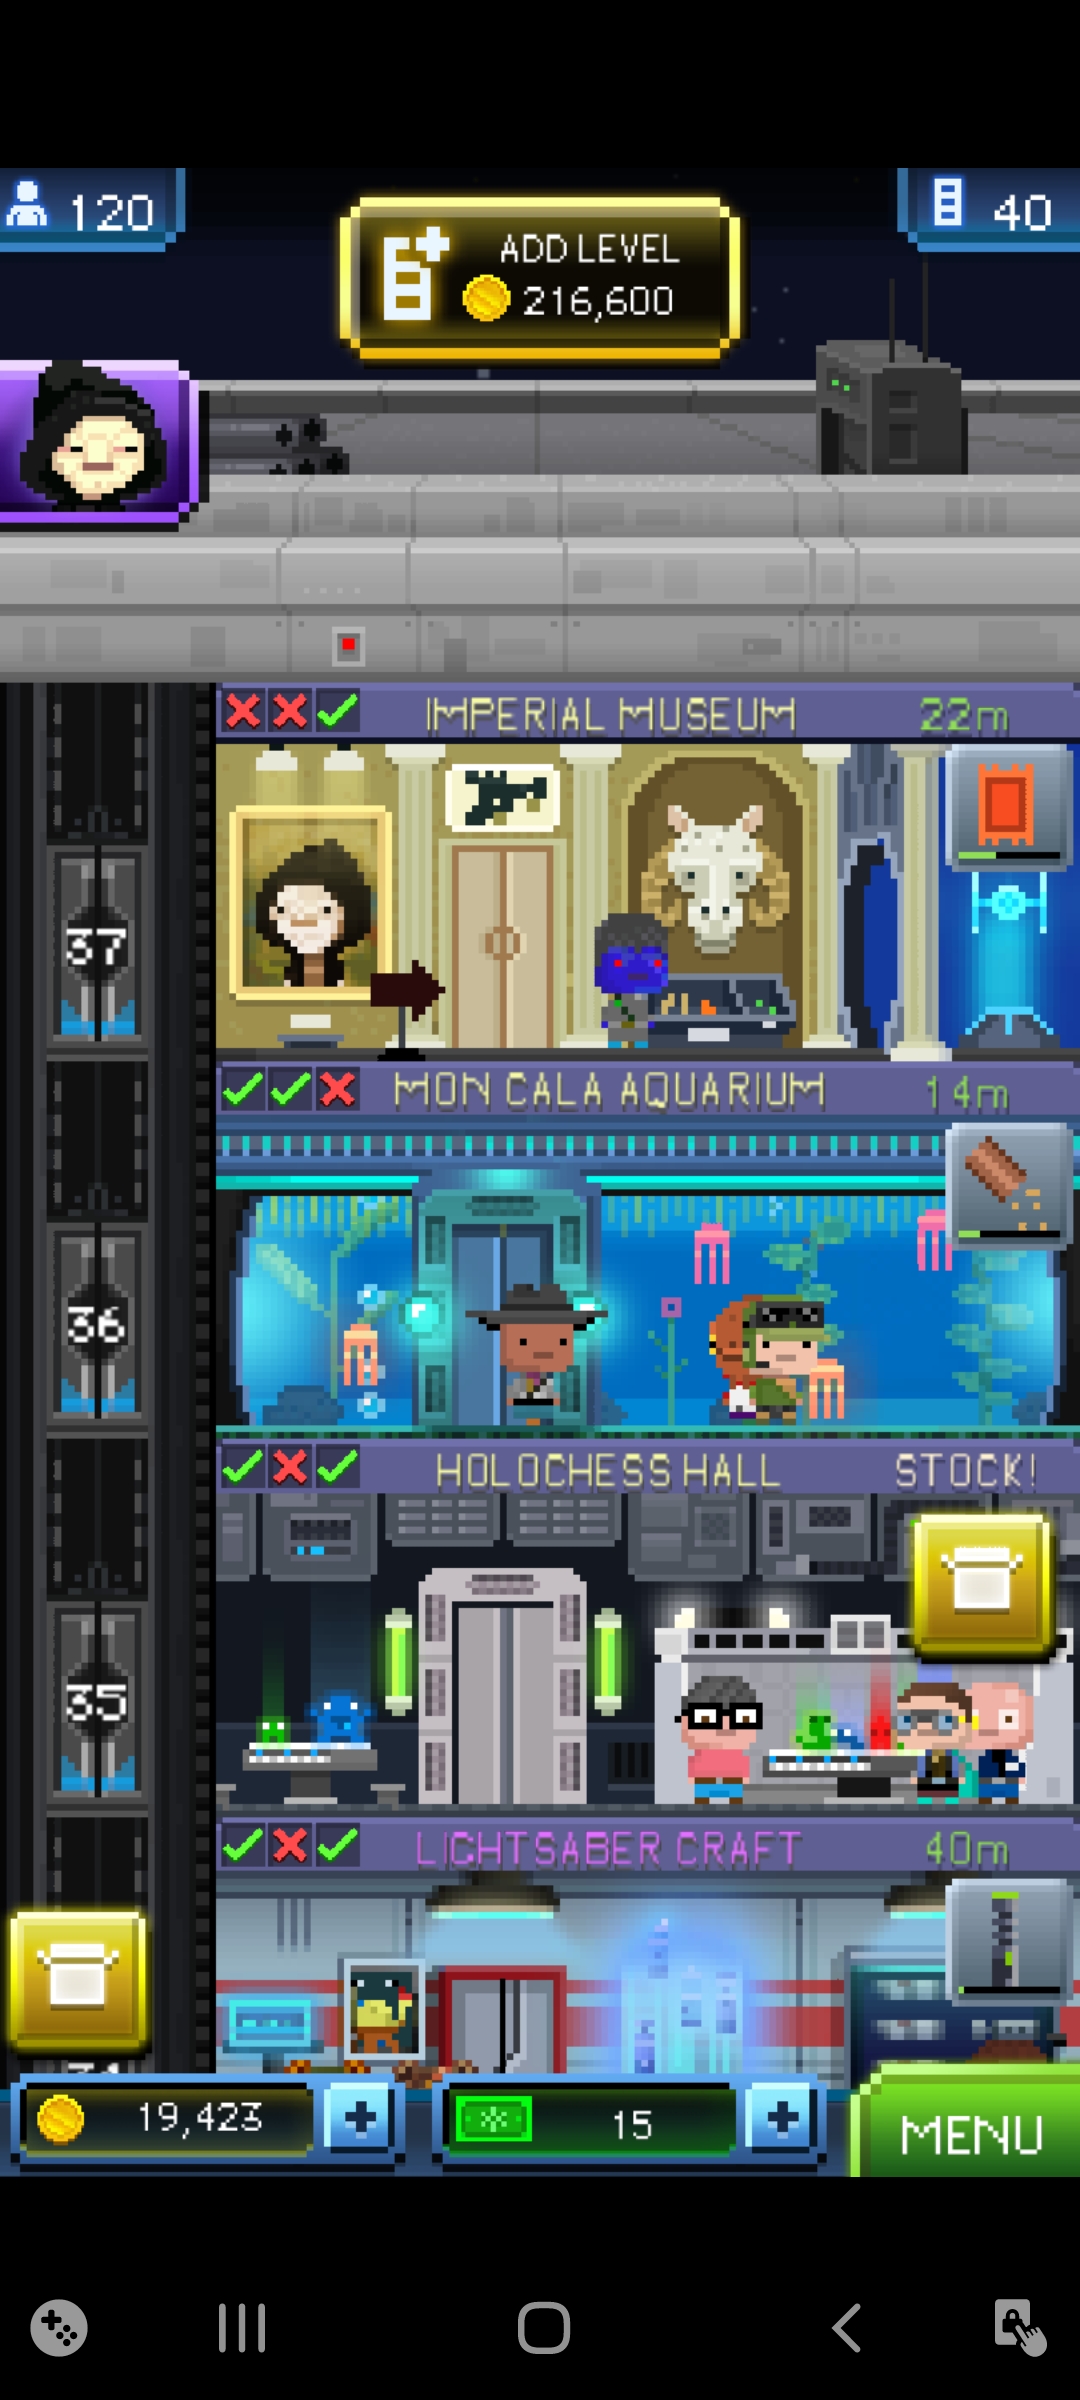 120
ADD LEVEL
216,600
40
IMPERIAL MUSEUM 22m
37
MON CALA AQUARIUM 14m
36
HOLOCHESS HALL STOCK!
35
LIGHTSABER CRAFT 40m
19,423
15
MENU